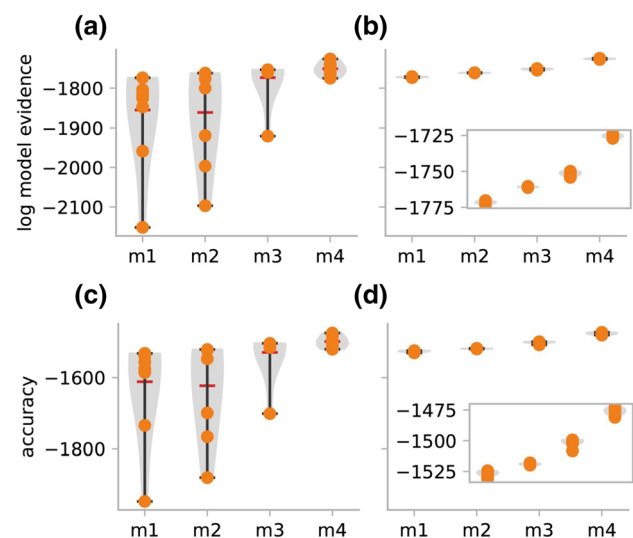 (a)
(b)
log model evidence
−1800
−1900
−2000
−2100
m1 m2 m3 m4
−1725
−1750
−1775
m1 m2 m3 m4
(c)
(d)
accuracy
−1600
−1800
m1 m2 m3 m4
−1475
−1500
−1525
m1 m2 m3 m4